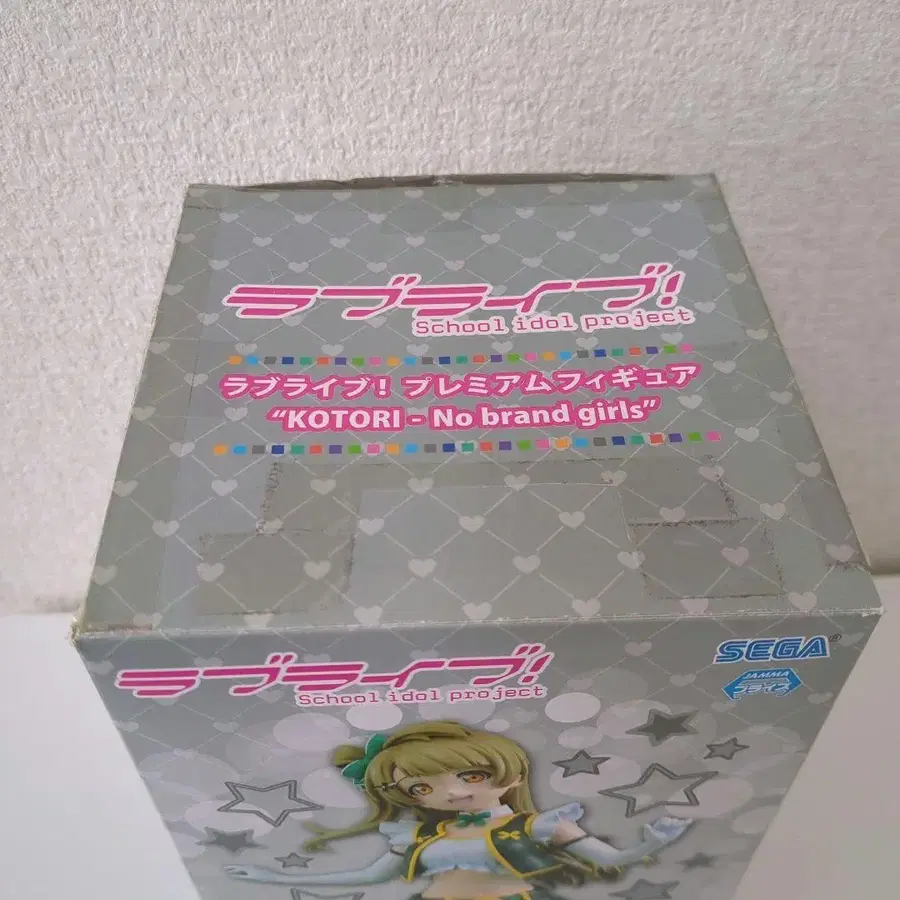 ラブライブ!
School idol project
ラブライブ! プレミアムフィギュア
“KOTORI - No brand girls”
ラブライブ!
School idol project
SEGA®
JAMMA
プライズ